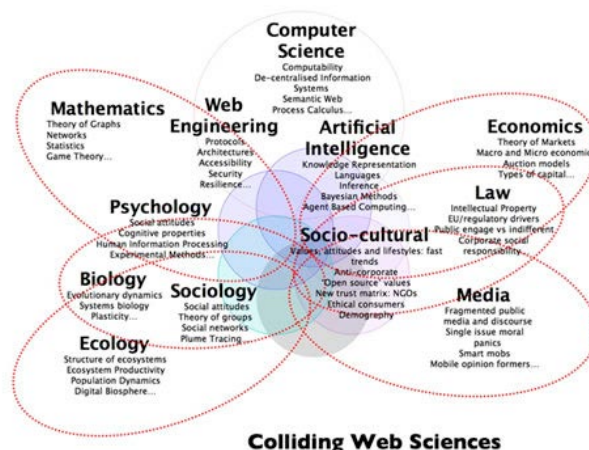 Computer
Science
Computability
De-centralised Information
Systems
Semantic Web
Process Calculus...
Mathematics
Theory of Graphs
Networks
Statistics
Game Theory...
Web
Engineering
Protocols
Architectures
Accessibility
Security
Resilience...
Artificial
Intelligence
Knowledge Representation
Languages
Inference
Bayesian Methods
Agent Based Computing...
Economics
Theory of Markets
Macro and Micro economic
Auction models
Types of capital...
Law
Intellectual Property
EU/regulatory drivers
Public engage vs indifferent
Corporate social
responsibility
Psychology
Social attitudes
Cognitive properties
Human Information Processing
Experimental Methods...
Socio-cultural
Values, attitudes and lifestyles: fast
trends
Anti-corporate
'Open source' values
New trust matrix: NGOs
Ethical consumers
Demography
Biology
Evolutionary dynamics
Systems biology
Plasticity...
Sociology
Social attitudes
Theory of groups
Social networks
Plume Tracing
Media
Fragmented public
media and discourse
Single issue moral
panics
Smart mobs
Mobile opinion formers...
Ecology
Structure of ecosystems
Ecosystem Productivity
Population Dynamics
Digital Biosphere...
Colliding Web Sciences